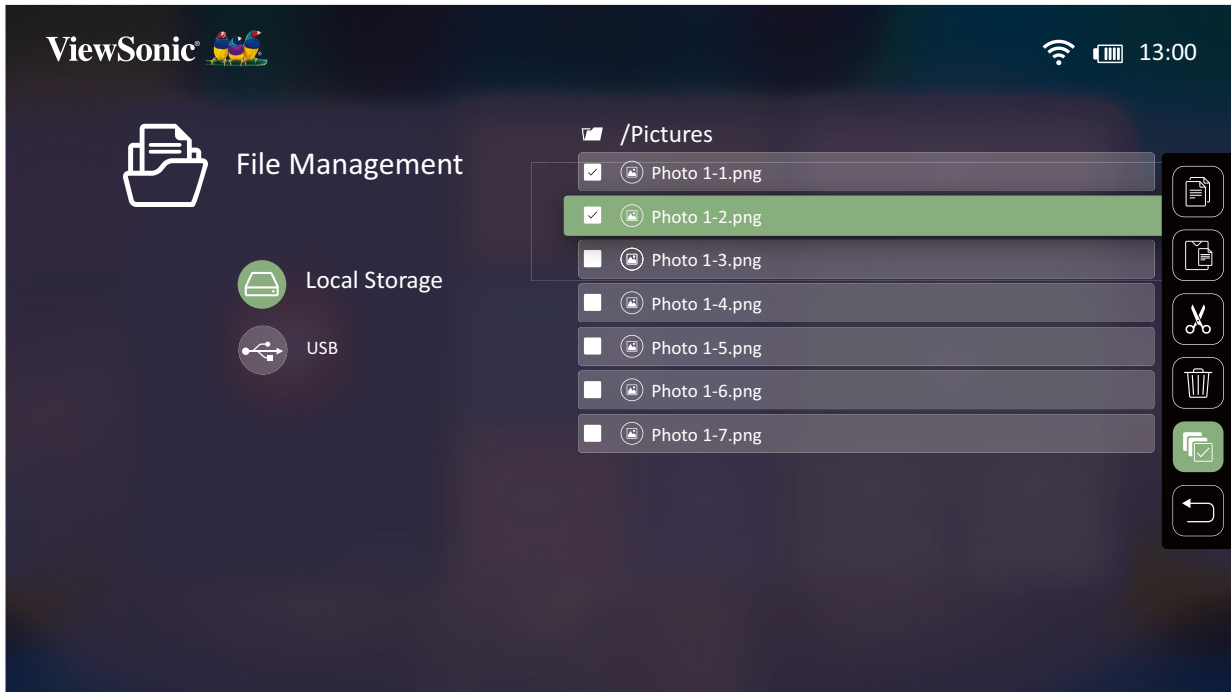 ViewSonic®
13:00
File Management
Local Storage
USB
/Pictures
Photo 1-1.png
Photo 1-2.png
Photo 1-3.png
Photo 1-4.png
Photo 1-5.png
Photo 1-6.png
Photo 1-7.png